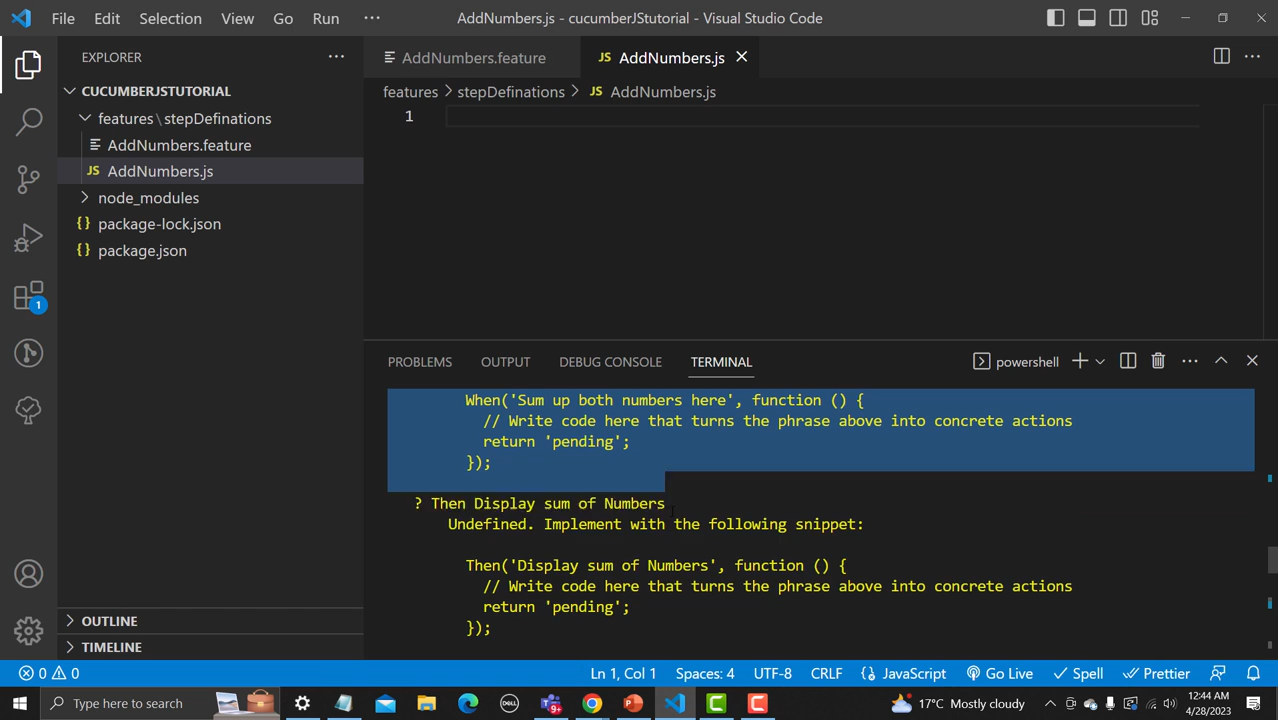 File Edit Selection View Go Run ··· AddNumbers.js - cucumberJStutorial - Visual Studio Code
EXPLORER ···
CUCUMBERJSTUTORIAL
features \ stepDefinations
AddNumbers.feature
JS AddNumbers.js
node_modules
{} package-lock.json
{} package.json
OUTLINE
TIMELINE
1
AddNumbers.feature JS AddNumbers.js
features > stepDefinations > JS AddNumbers.js
1
PROBLEMS OUTPUT DEBUG CONSOLE TERMINAL powershell
When('Sum up both numbers here', function () {
// Write code here that turns the phrase above into concrete actions
return 'pending';
});
? Then Display sum of Numbers
Undefined. Implement with the following snippet:
Then('Display sum of Numbers', function () {
// Write code here that turns the phrase above into concrete actions
return 'pending';
});
0 0 Ln 1, Col 1 Spaces: 4 UTF-8 CRLF {} JavaScript Go Live Spell Prettier
Type here to search DELL 9+ C C 17°C Mostly cloudy 12:44 AM
4/28/2023